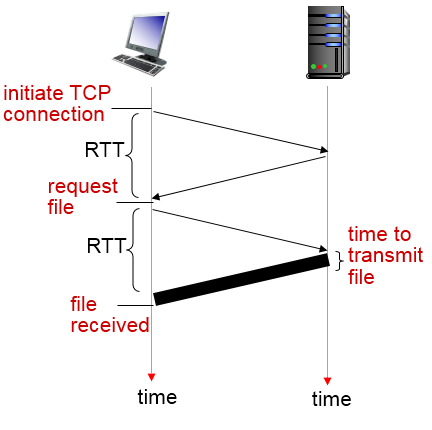 initiate TCP
connection
RTT
request
file
RTT
time to
transmit
file
file
received
time
time